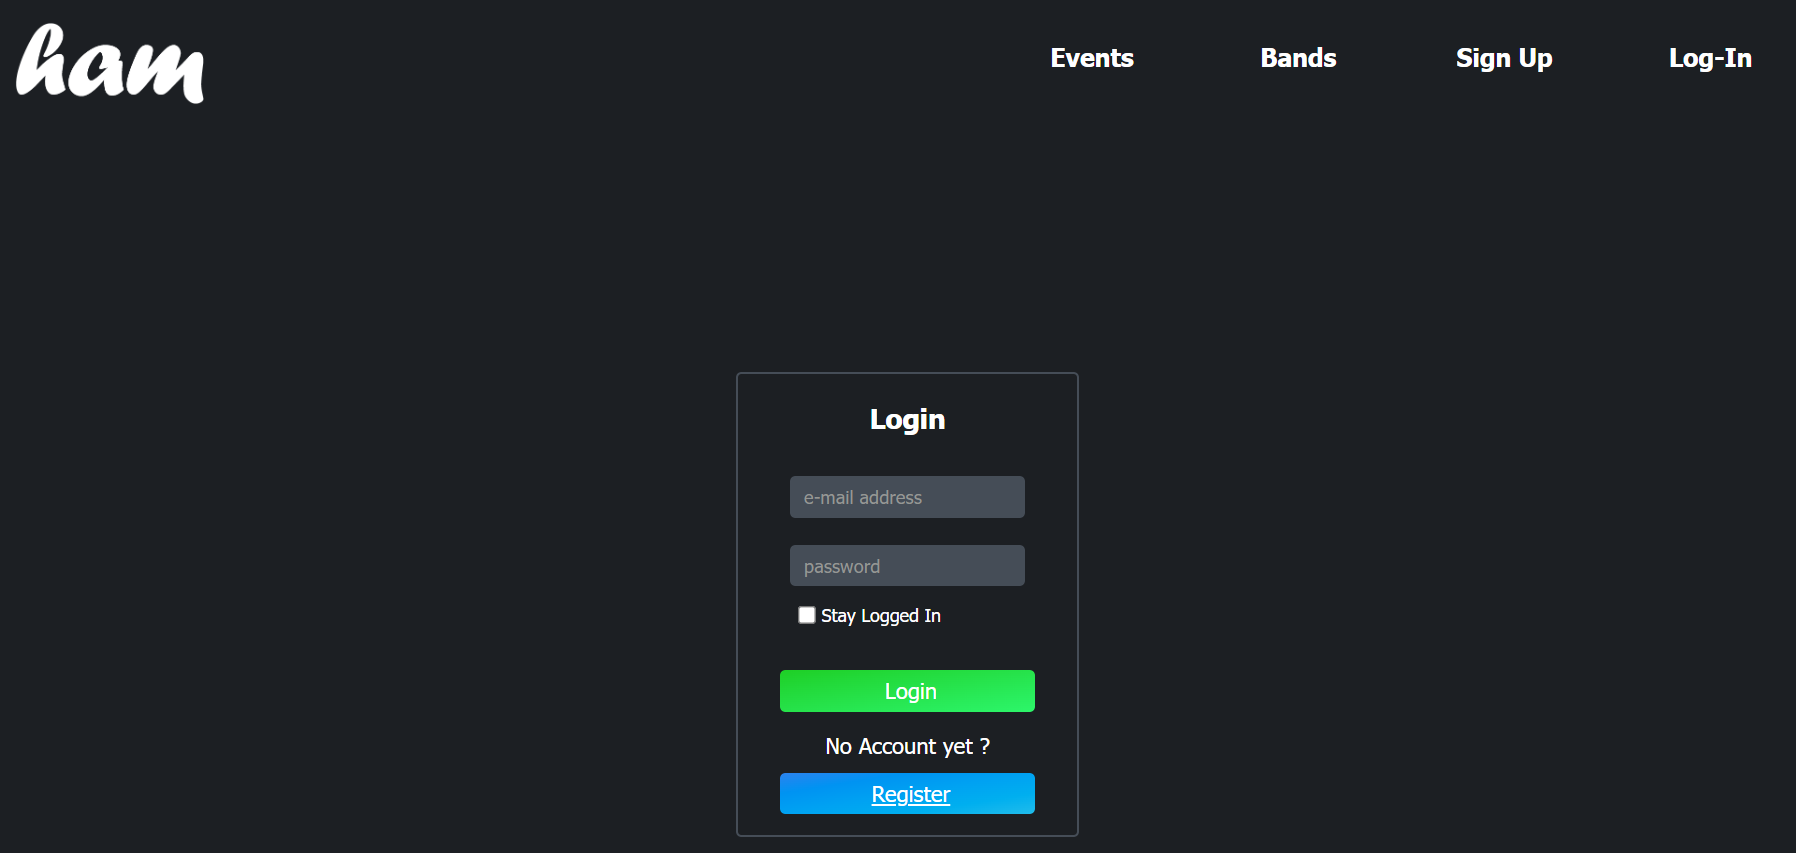 ham
Events Bands Sign Up Log-In
Login
e-mail address
password
Stay Logged In
Login
No Account yet ?
Register